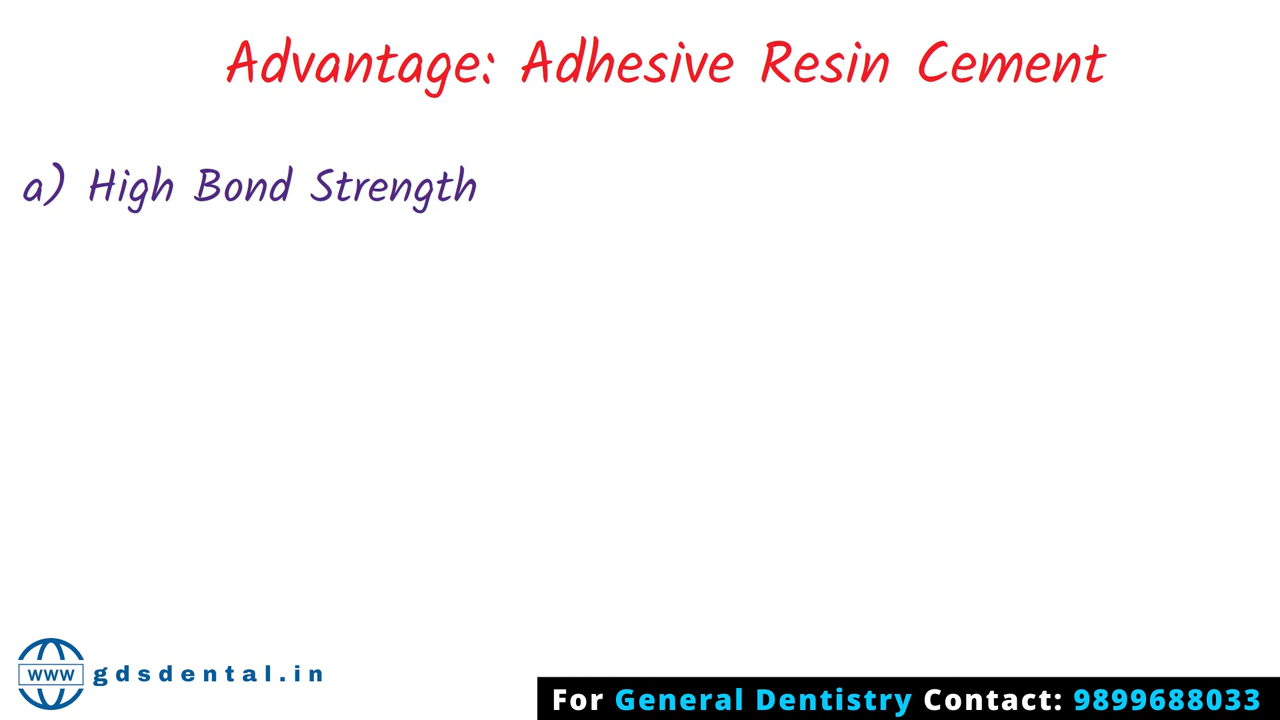 Advantage: Adhesive Resin Cement
a) High Bond Strength
www gdsdental.in
For General Dentistry Contact: 9899688033